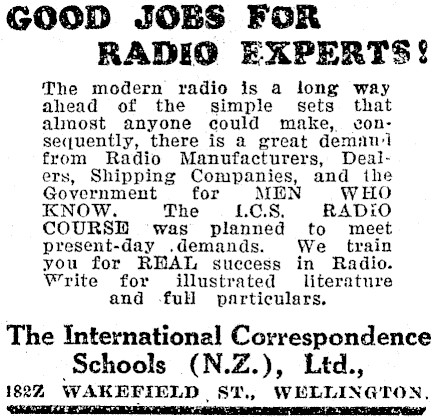 GOOD JOBS FOR
RADIO EXPERTS!
The modern radio is a long way
ahead of the simple sets that
almost anyone could make, con-
sequently, there is a great demand
from Radio Manufacturers, Deal-
ers, Shipping Companies, and the
Government for MEN WHO
KNOW. The I.C.S. RADIO
COURSE was planned to meet
present-day demands. We train
you for REAL success in Radio.
Write for illustrated literature
and full particulars.
The International Correspondence
Schools (N.Z.), Ltd.,
182Z WAKEFIELD ST., WELLINGTON.